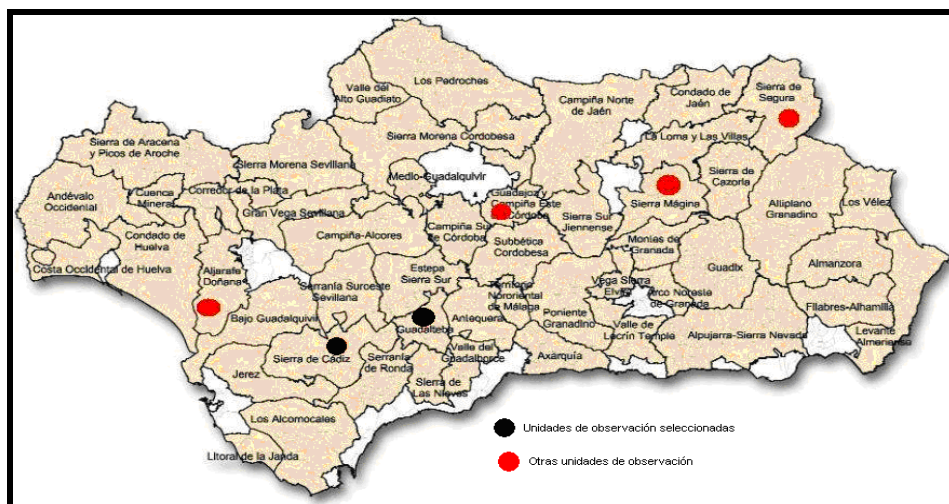 Los Pedroches
Valle del
Alto Guadiato
Campiña Norte
de Jaén
Condado de
Jaén
Sierra de
Segura
Sierra Morena Cordobesa
La Loma y Las Villas
Sierra de Aracena
y Picos de Aroche
Sierra Morena Sevillana
Medio-Guadalquivir
Sierra de
Cazorla
Andévalo
Occidental
Cuenca
Mineral
Corredor de la Plata
Guadajoz y
Campiña Este
Córdoba
Sierra Mágina
Altiplano
Granadino
Los Vélez
Gran Vega Sevillana
Condado de
Huelva
Campiña-Alcores
Campiña Sur
de Córdoba
Sierra Sur
Jiennense
Subbética
Cordobesa
Montes de
Granada
Costa Occidental de Huelva
Aljarafe
Doñana
Estepa
Sierra Sur
Guadix
Almanzora
Serranía Suroeste
Sevillana
Territorio
Nororiental
de Málaga
Vega Sierra
Elvira
Arco Noreste
de Granada
Filabres-Alhamilla
Bajo Guadalquivir
Guadalteba
Antequera
Poniente
Granadino
Valle de
Lecrín Temple
Alpujarra-Sierra Nevada
Levante
Almeriense
Sierra de Cádiz
Serranía
de Ronda
Valle del
Guadalhorce
Axarquía
Jerez
Sierra de
Las Nieves
Los Alcornocales
Litoral de la Janda
Unidades de observación seleccionadas
Otras unidades de observación